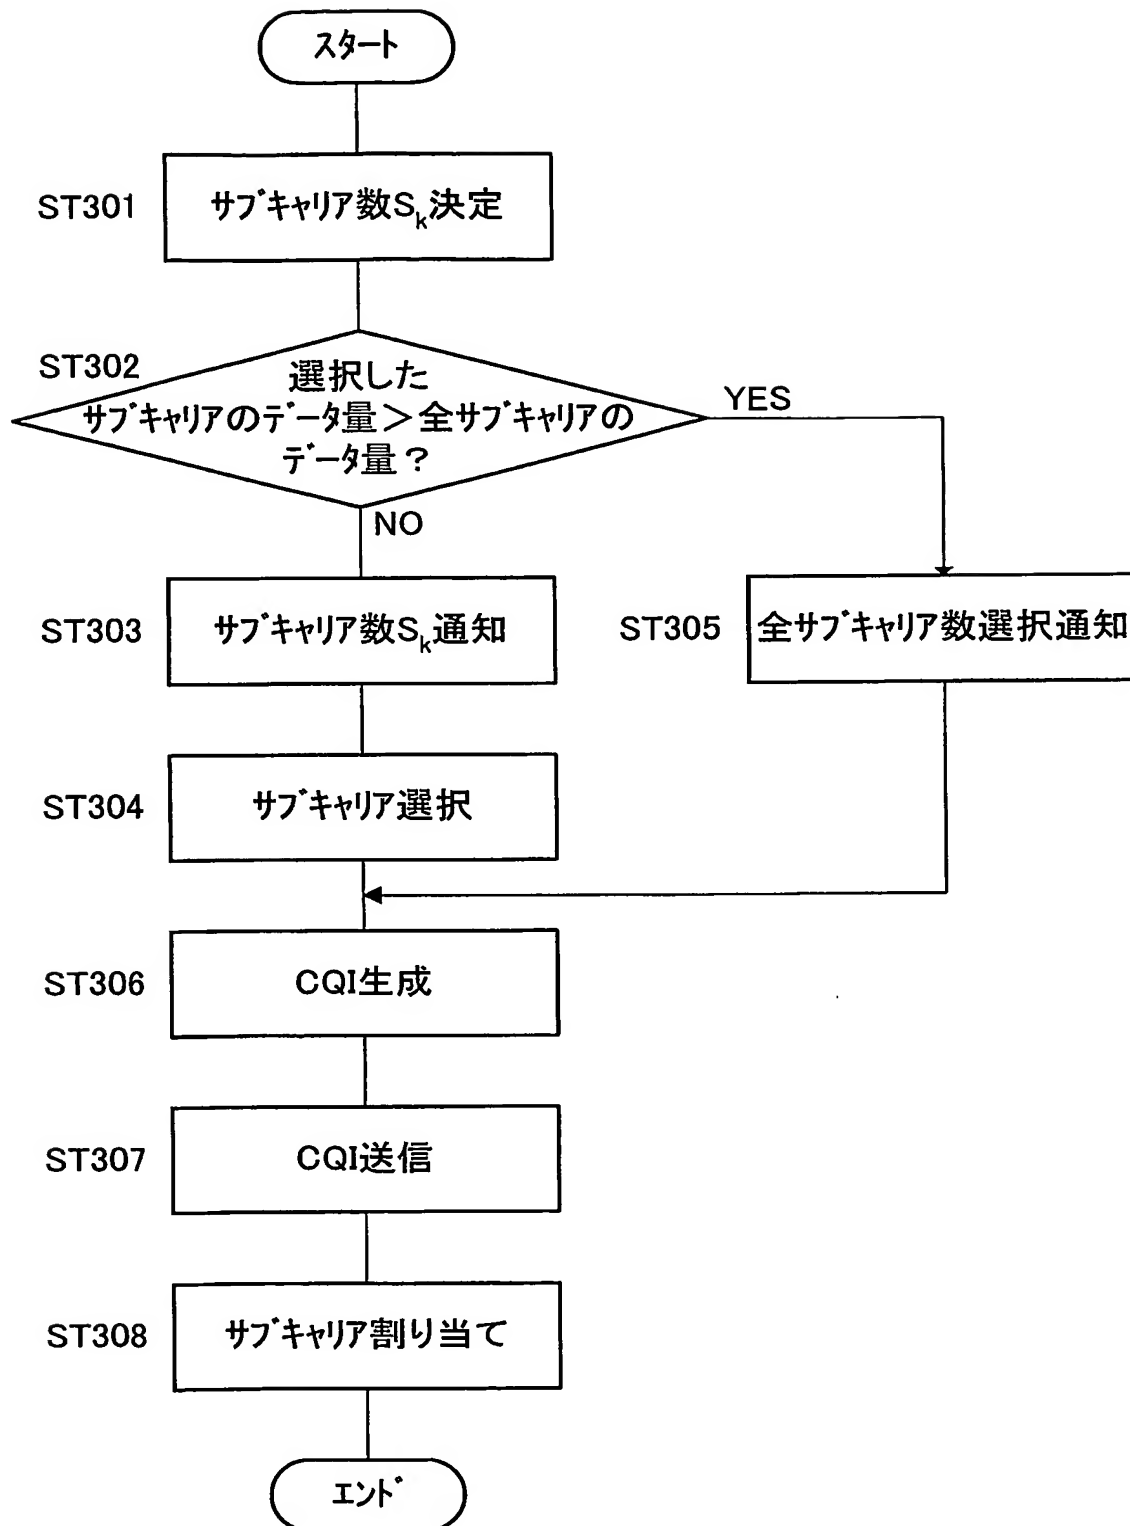 スタート
ST301
サブキャリア数Sk決定
ST302
選択した
サブキャリアのデータ量＞全サブキャリアの
データ量？
YES
NO
ST303
サブキャリア数Sk通知
ST305
全サブキャリア数選択通知
ST304
サブキャリア選択
ST306
CQI生成
ST307
CQI送信
ST308
サブキャリア割り当て
エンド